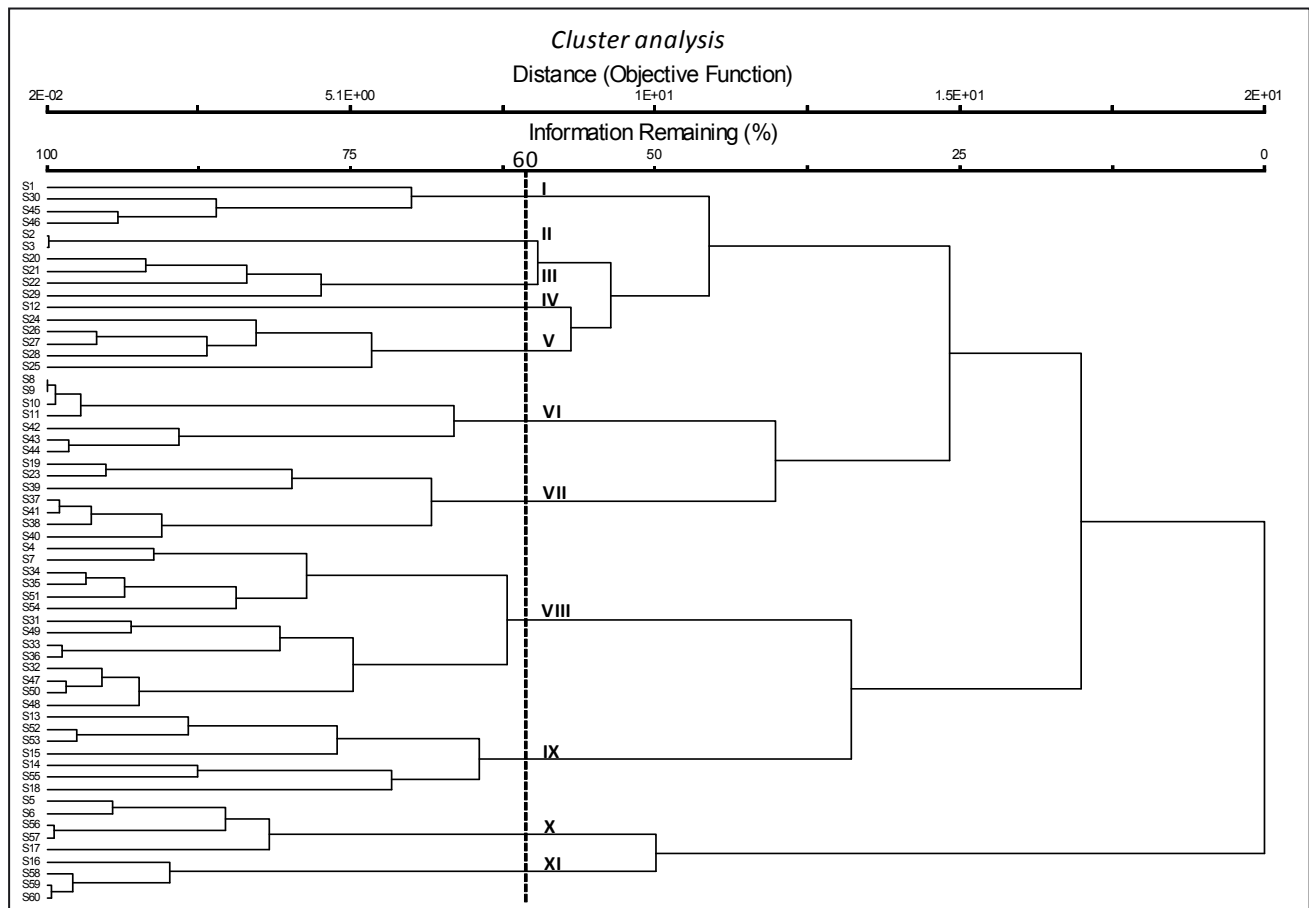 Cluster analysis
Distance (Objective Function)
2E-02 5.1E+00 1E+01 1.5E+01 2E+01
Information Remaining (%)
100 75 60 50 25 0
S1 I
S30
S45
S46
S2 II
S3
S20
S21
S22 III
S29
S12 IV
S24
S26
S27 V
S28
S25
S8
S9
S10
S11 VI
S42
S43
S44
S19
S23
S39
S37 VII
S41
S38
S40
S4
S7
S34
S35
S51
S54
S31 VIII
S49
S33
S36
S32
S47
S50
S48
S13
S52
S53
S15 IX
S14
S55
S18
S5
S6
S56 X
S57
S17
S16 XI
S58
S59
S60